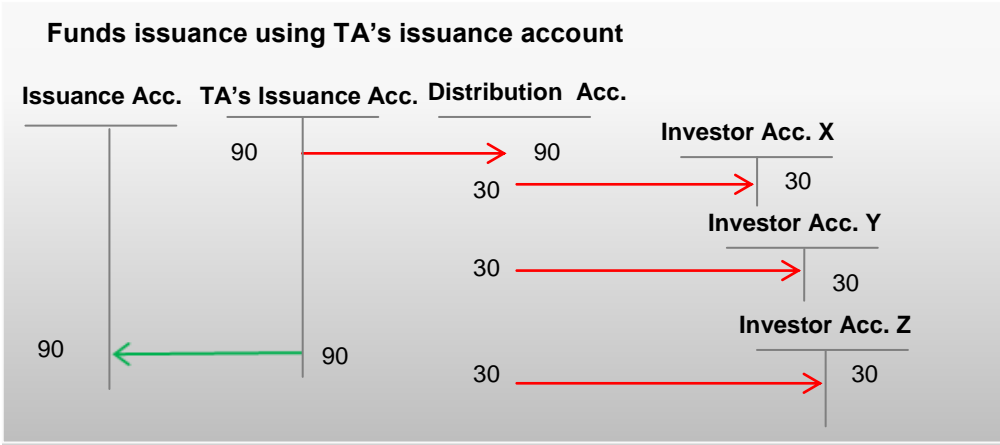 Funds issuance using TA's issuance account
Issuance Acc. TA's Issuance Acc. Distribution Acc.
Investor Acc. X
90 90
30 30
Investor Acc. Y
30 30
Investor Acc. Z
90 90
30 30